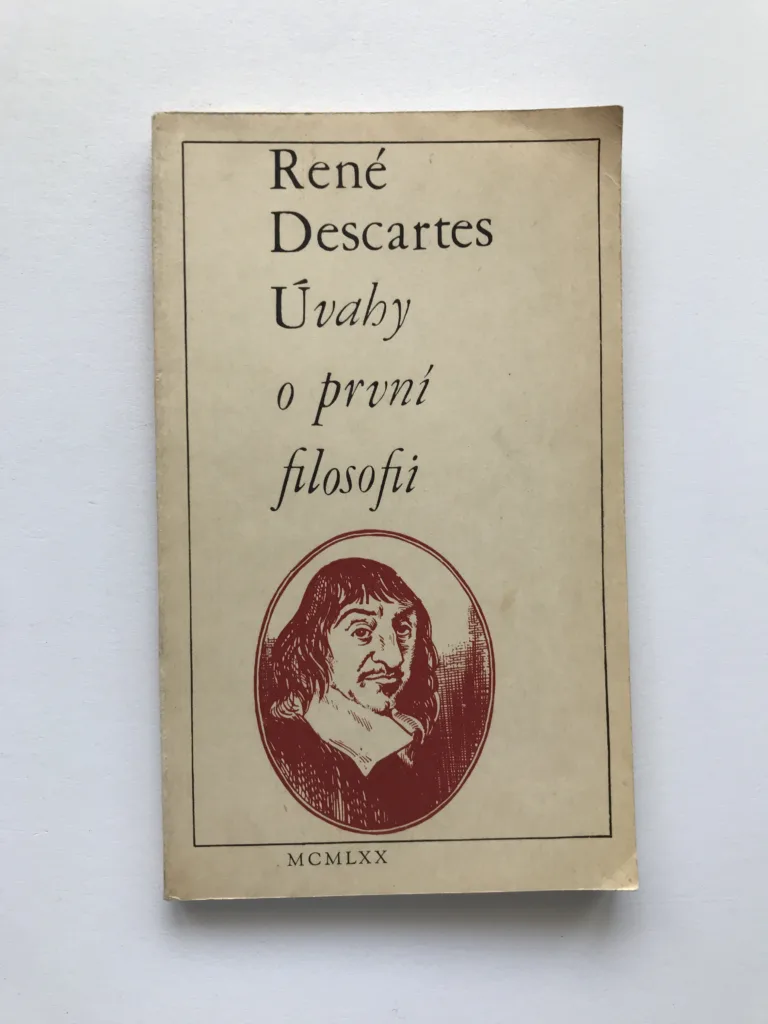 René
Descartes
Úvahy
o první
filosofii
MCMLXX